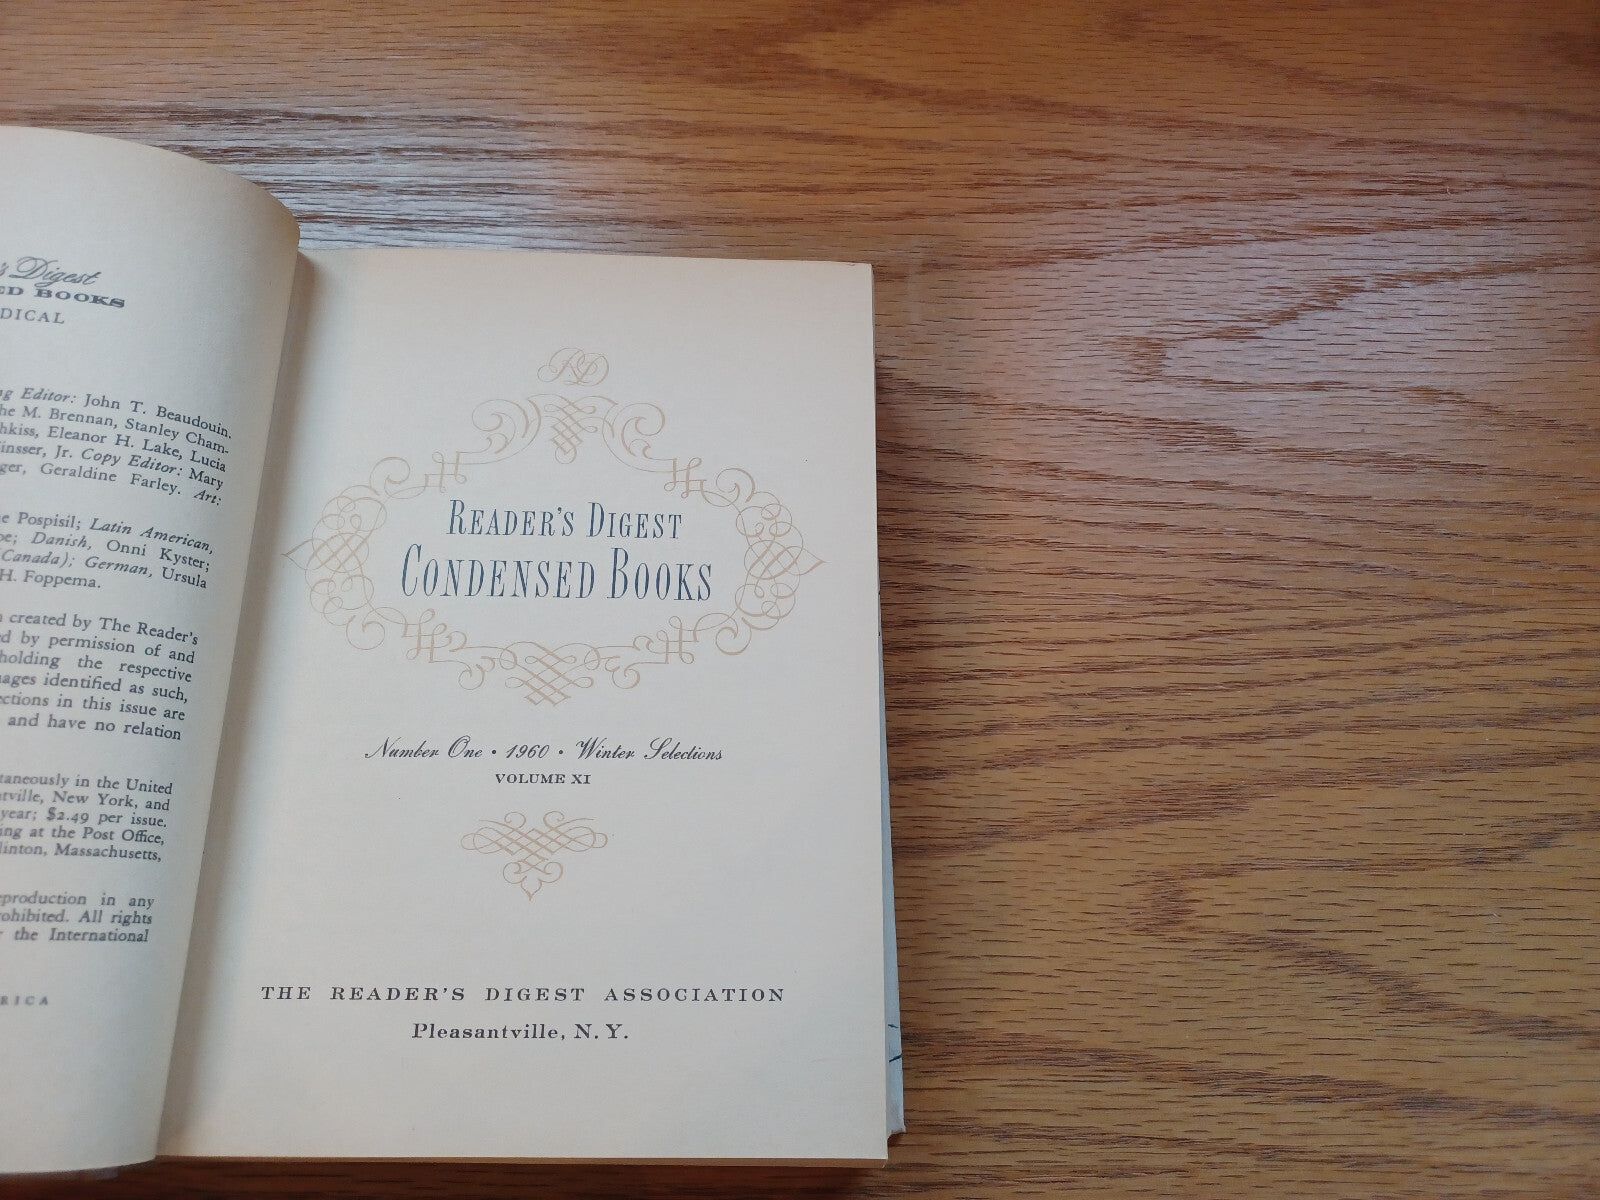 Digest
BOOKS
Editor: John T. Beaudouin.
M. Brennan, Stanley Cham-
Eleanor H. Lake, Lucia
Jr. Copy Editor: Mary
Geraldine Farley. Art:
Pospisil; Latin American,
Danish, Onni Kyster;
(Canada); German, Ursula
H. Foppema.
created by The Reader's
by permission of and
holding the respective
identified as such,
in this issue are
and have no relation
in the United
New York, and
year; $2.49 per issue.
at the Post Office,
Massachusetts,
in any
All rights
the International
RD
READER'S DIGEST
CONDENSED BOOKS
Number One • 1960 • Winter Selections
VOLUME XI
THE READER'S DIGEST ASSOCIATION
Pleasantville, N. Y.